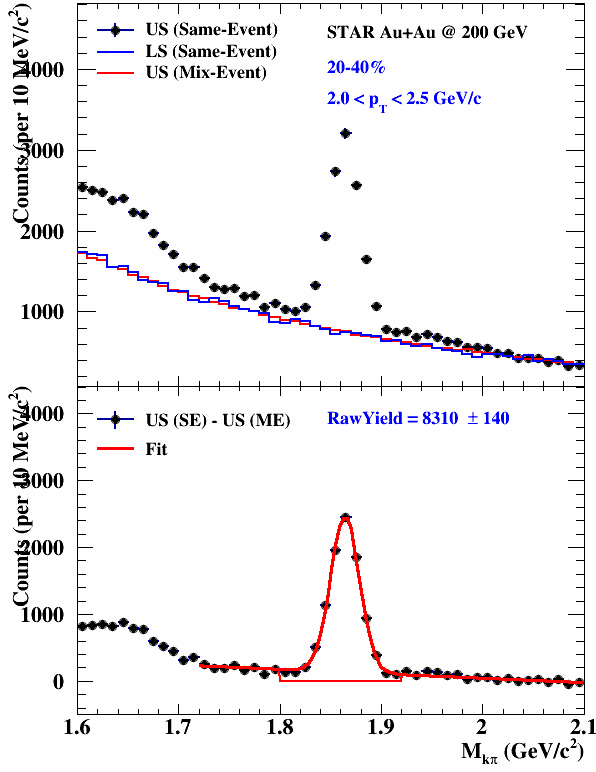 US (Same-Event)
LS (Same-Event)
US (Mix-Event)
STAR Au+Au @ 200 GeV
20-40%
2.0 < p_T < 2.5 GeV/c
Counts (per 10 MeV/c²)
4000
3000
2000
1000
US (SE) - US (ME)
Fit
RawYield = 8310 ± 140
Counts (per 10 MeV/c²)
4000
3000
2000
1000
0
1.6 1.7 1.8 1.9 2 2.1
M_kπ (GeV/c²)